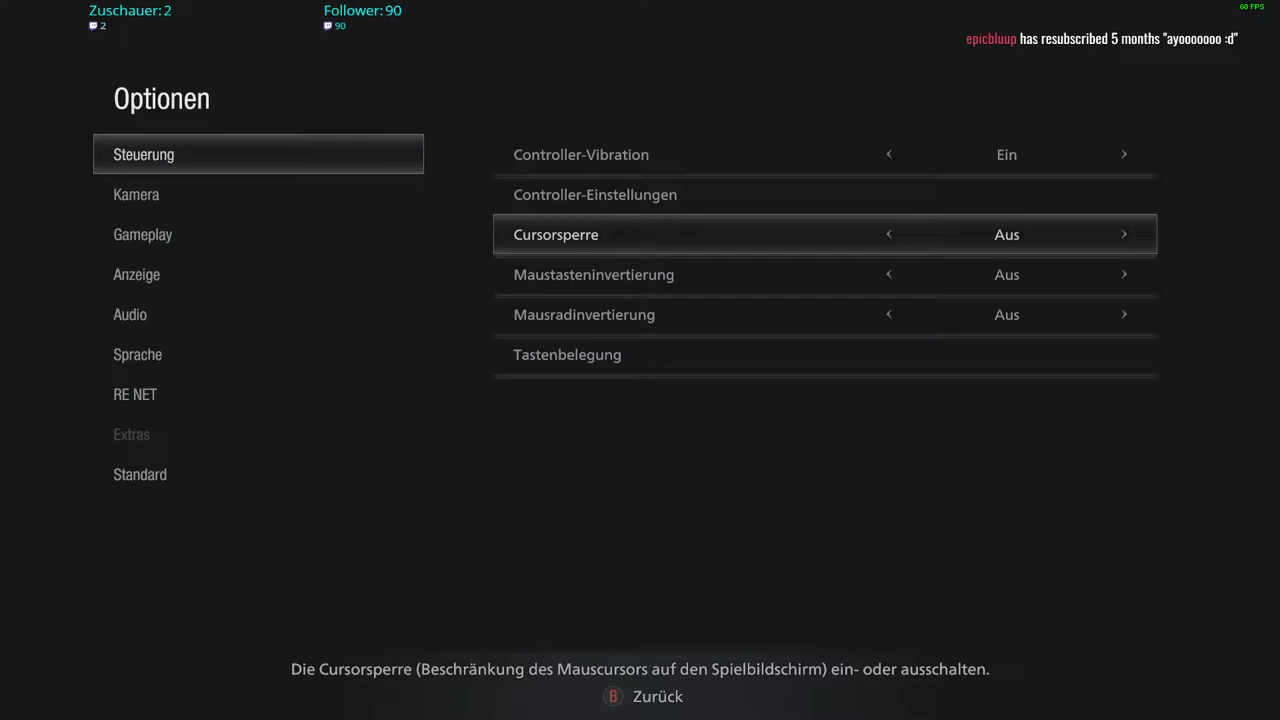 Zuschauer: 2
2
Follower: 90
90
60 FPS
epicbluup has resubscribed 5 months "ayooooooo :d"
Optionen
Steuerung
Kamera
Gameplay
Anzeige
Audio
Sprache
RE NET
Extras
Standard
Controller-Vibration Ein
Controller-Einstellungen
Cursorsperre Aus
Maustasteninvertierung Aus
Mausradinvertierung Aus
Tastenbelegung
Die Cursorsperre (Beschränkung des Mauscursors auf den Spielbildschirm) ein- oder ausschalten.
B Zurück